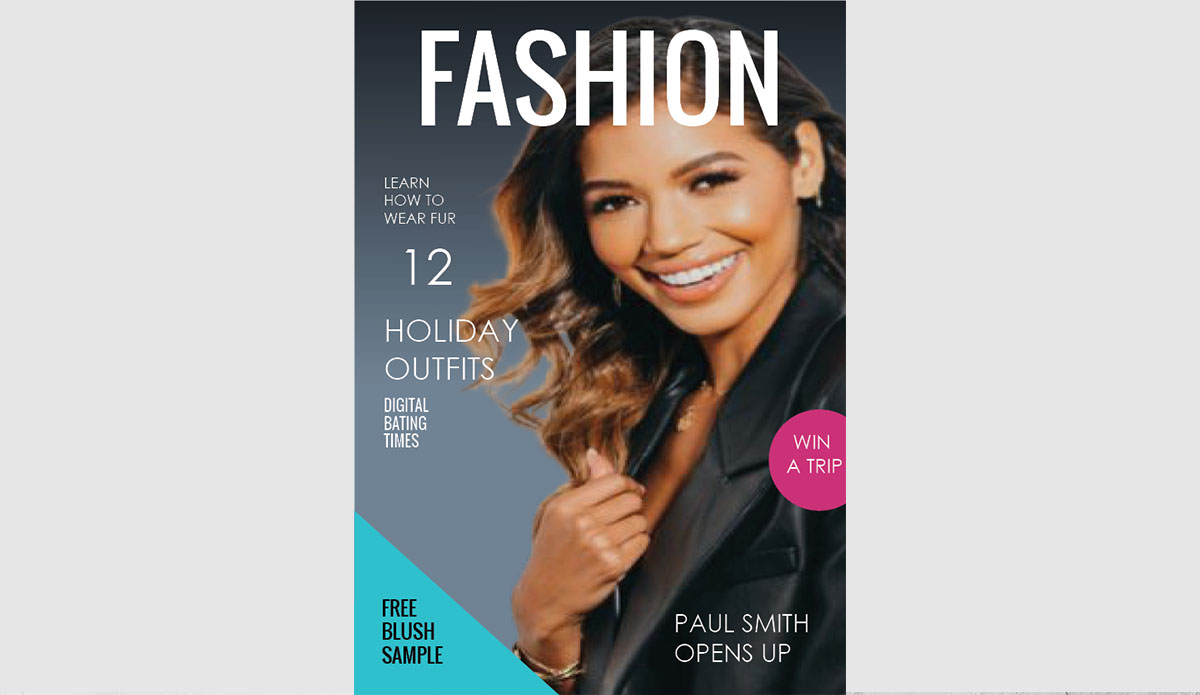 FASHION
LEARN
HOW TO
WEAR FUR
12
HOLIDAY
OUTFITS
DIGITAL
BATING
TIMES
WIN
A TRIP
FREE
BLUSH
SAMPLE
PAUL SMITH
OPENS UP